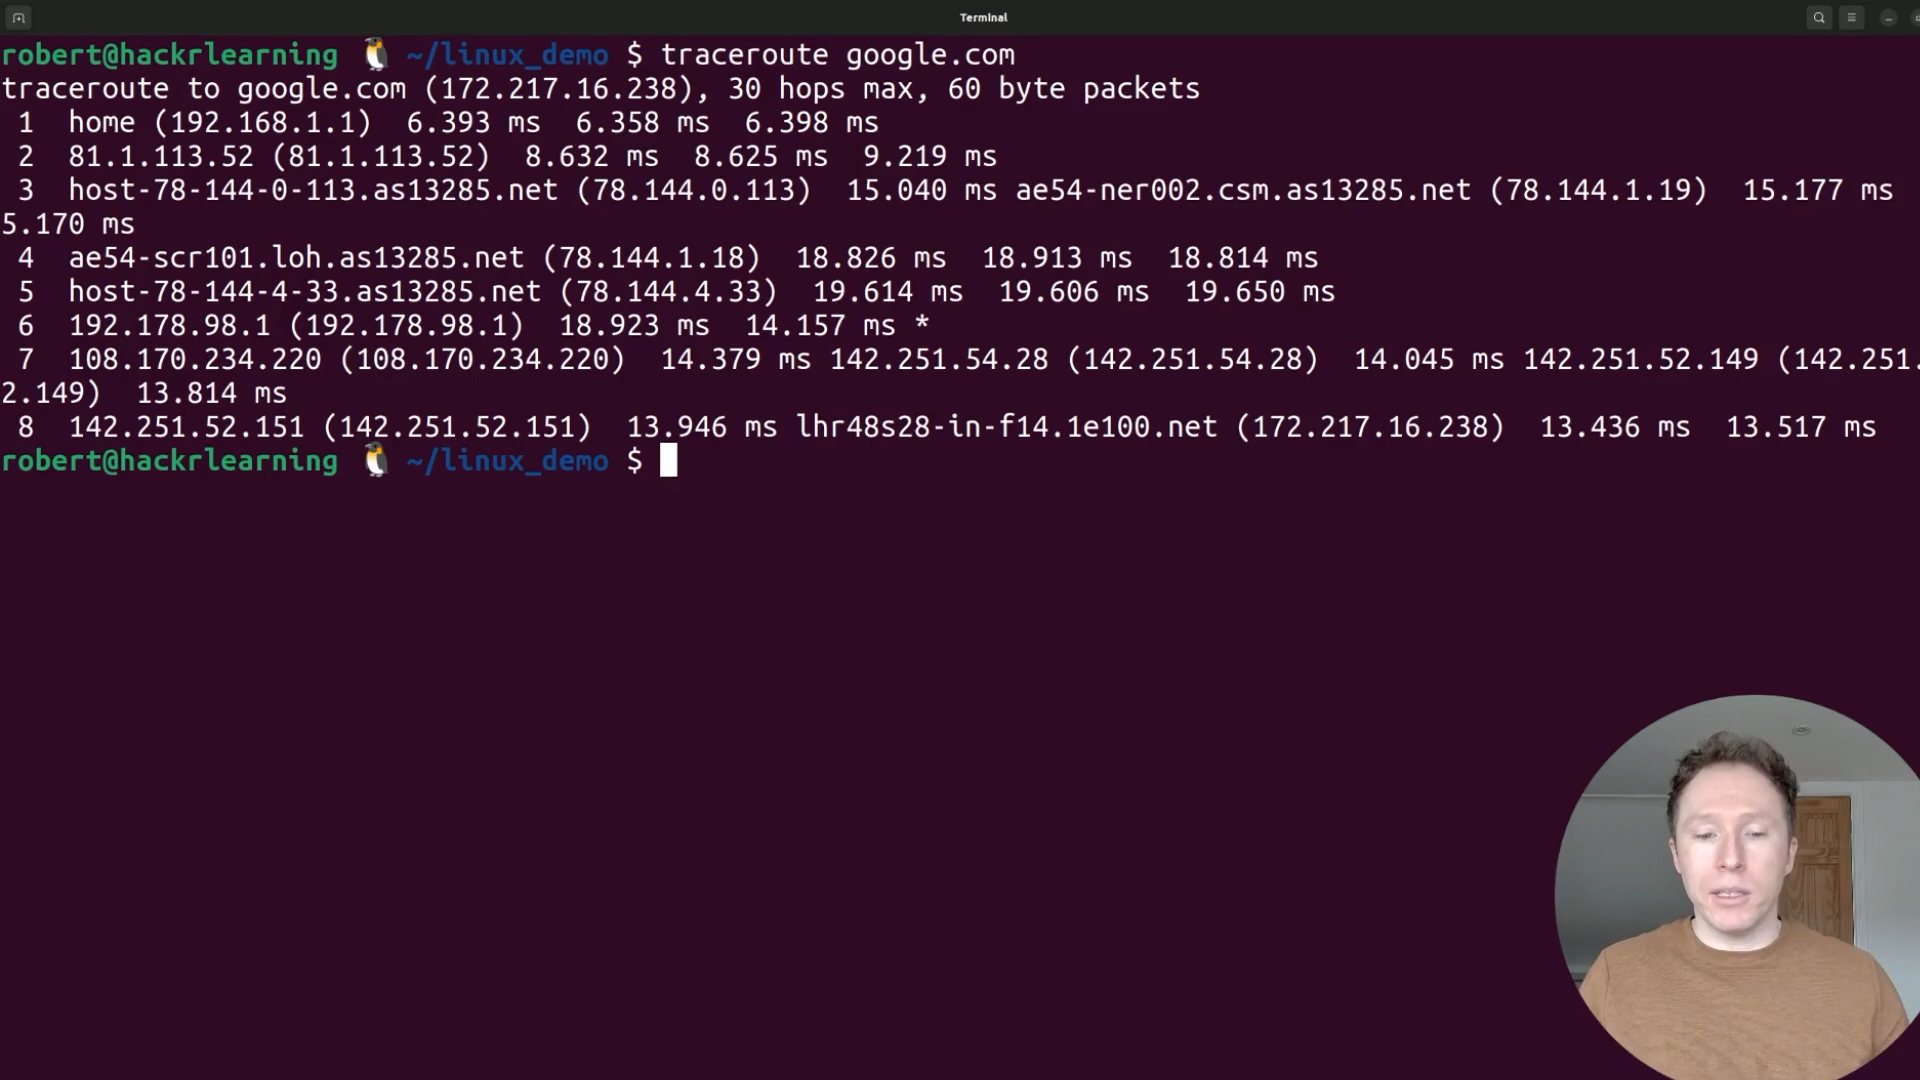 Terminal
robert@hackrlearning 🐧 ~/linux_demo $ traceroute google.com
traceroute to google.com (172.217.16.238), 30 hops max, 60 byte packets
1 home (192.168.1.1) 6.393 ms 6.358 ms 6.398 ms
2 81.1.113.52 (81.1.113.52) 8.632 ms 8.625 ms 9.219 ms
3 host-78-144-0-113.as13285.net (78.144.0.113) 15.040 ms ae54-ner002.csm.as13285.net (78.144.1.19) 15.177 ms
5.170 ms
4 ae54-scr101.loh.as13285.net (78.144.1.18) 18.826 ms 18.913 ms 18.814 ms
5 host-78-144-4-33.as13285.net (78.144.4.33) 19.614 ms 19.606 ms 19.650 ms
6 192.178.98.1 (192.178.98.1) 18.923 ms 14.157 ms *
7 108.170.234.220 (108.170.234.220) 14.379 ms 142.251.54.28 (142.251.54.28) 14.045 ms 142.251.52.149 (142.251.
2.149) 13.814 ms
8 142.251.52.151 (142.251.52.151) 13.946 ms lhr48s28-in-f14.1e100.net (172.217.16.238) 13.436 ms 13.517 ms
robert@hackrlearning 🐧 ~/linux_demo $